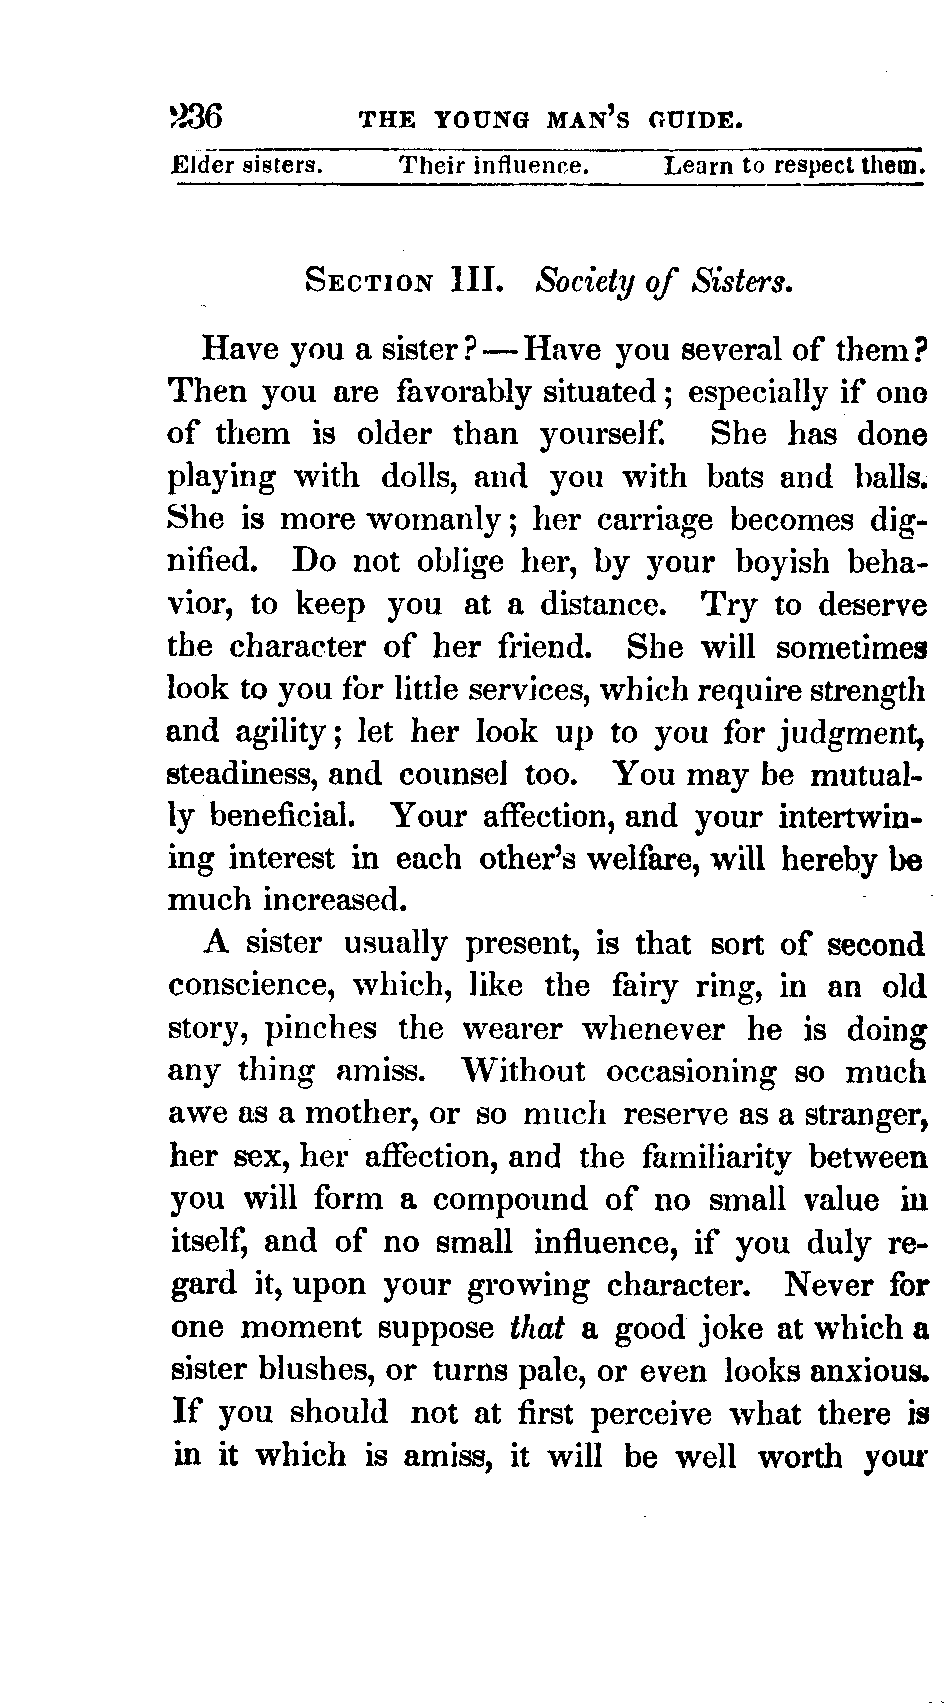 236 THE YOUNG MAN'S GUIDE.
Elder sisters. Their influence. Learn to respect them.
SECTION III. Society of Sisters.
Have you a sister?—Have you several of them?
Then you are favorably situated; especially if one
of them is older than yourself. She has done
playing with dolls, and you with bats and balls.
She is more womanly; her carriage becomes dig-
nified. Do not oblige her, by your boyish beha-
vior, to keep you at a distance. Try to deserve
the character of her friend. She will sometimes
look to you for little services, which require strength
and agility; let her look up to you for judgment,
steadiness, and counsel too. You may be mutual-
ly beneficial. Your affection, and your intertwin-
ing interest in each other's welfare, will hereby be
much increased.
A sister usually present, is that sort of second
conscience, which, like the fairy ring, in an old
story, pinches the wearer whenever he is doing
any thing amiss. Without occasioning so much
awe as a mother, or so much reserve as a stranger,
her sex, her affection, and the familiarity between
you will form a compound of no small value in
itself, and of no small influence, if you duly re-
gard it, upon your growing character. Never for
one moment suppose that a good joke at which a
sister blushes, or turns pale, or even looks anxious.
If you should not at first perceive what there is
in it which is amiss, it will be well worth your